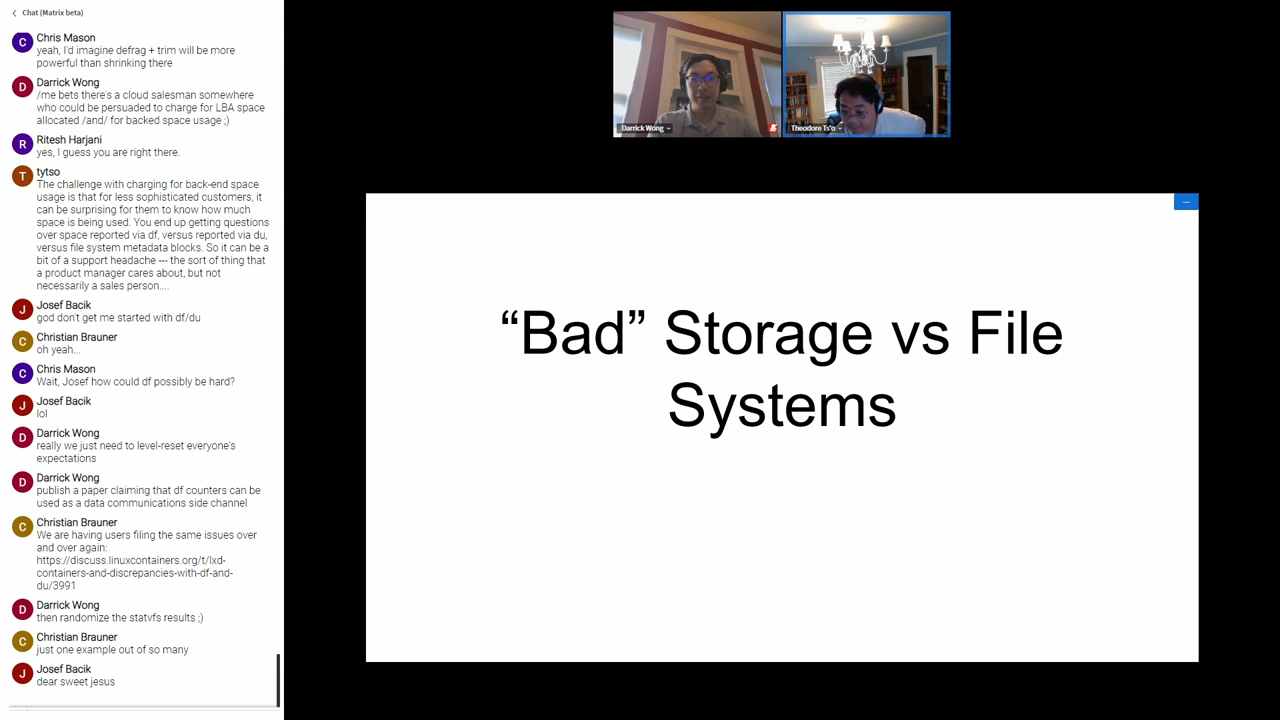 Chat (Matrix beta)
Chris Mason
yeah, I'd imagine defrag + trim will be more
powerful than shrinking there
Darrick Wong
/me bets there's a cloud salesman somewhere
who could be persuaded to charge for LBA space
allocated /and/ for backed space usage ;)
Ritesh Harjani
yes, I guess you are right there.
tytso
The challenge with charging for back-end space
usage is that for less sophisticated customers, it
can be surprising for them to know how much
space is being used. You end up getting questions
over space reported via df, versus reported via du,
versus file system metadata blocks. So it can be a
bit of a support headache --- the sort of thing that
a product manager cares about, but not
necessarily a sales person....
Josef Bacik
god don't get me started with df/du
Christian Brauner
oh yeah...
Chris Mason
Wait, Josef how could df possibly be hard?
Josef Bacik
lol
Darrick Wong
really we just need to level-reset everyone's
expectations
Darrick Wong
publish a paper claiming that df counters can be
used as a data communications side channel
Christian Brauner
We are having users filing the same issues over
and over again:
https://discuss.linuxcontainers.org/t/lxd-
containers-and-discrepancies-with-df-and-
du/3991
Darrick Wong
then randomize the statvfs results ;)
Christian Brauner
just one example out of so many
Josef Bacik
dear sweet jesus
Darrick Wong
Theodore Ts'o
“Bad” Storage vs File
Systems